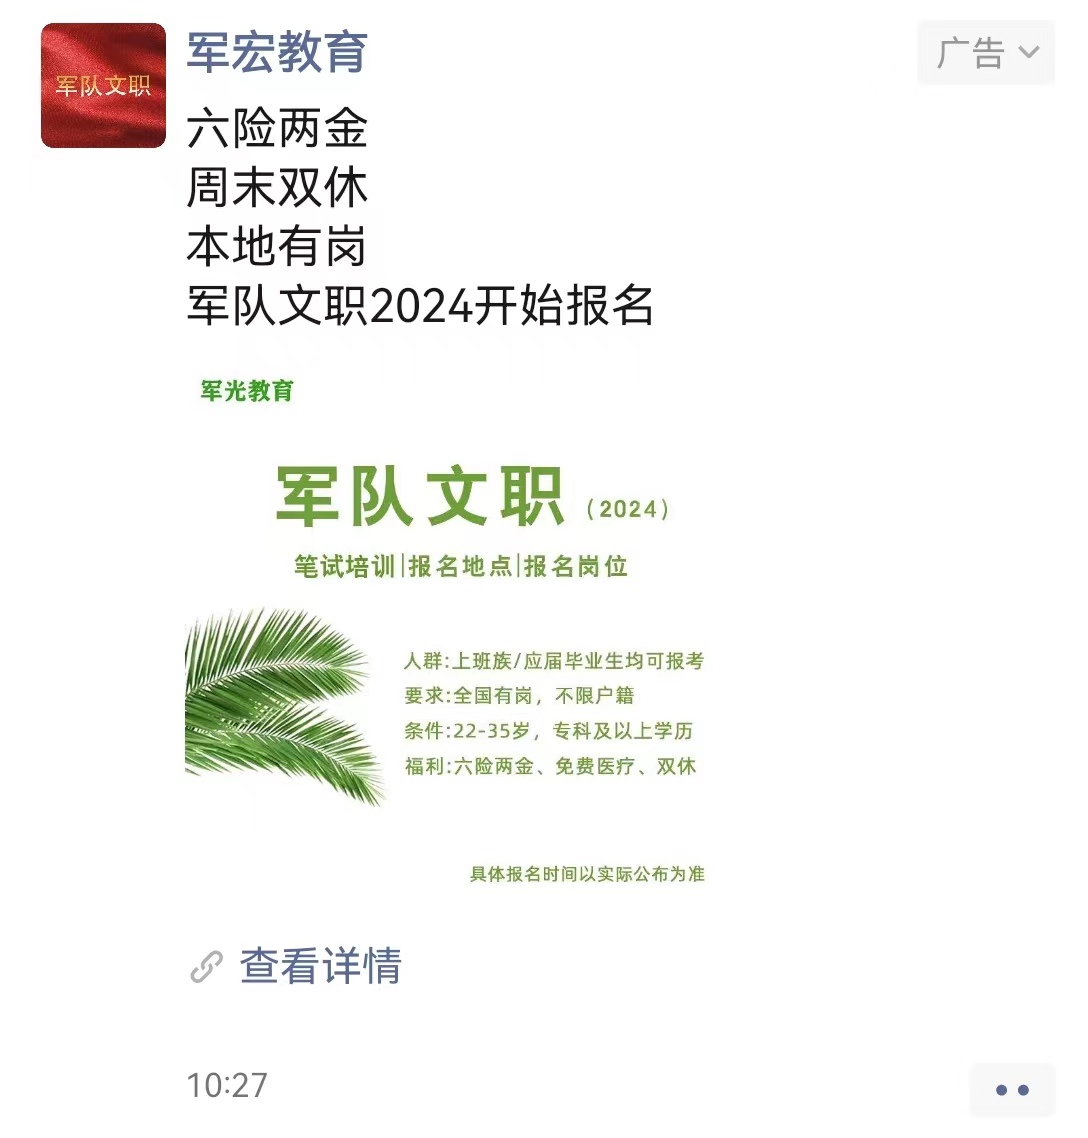 军队文职
军宏教育
广告
六险两金
周末双休
本地有岗
军队文职2024开始报名
军光教育
军队文职（2024）
笔试培训|报名地点|报名岗位
人群:上班族/应届毕业生均可报考
要求:全国有岗，不限户籍
条件:22-35岁，专科及以上学历
福利:六险两金、免费医疗、双休
具体报名时间以实际公布为准
查看详情
10:27